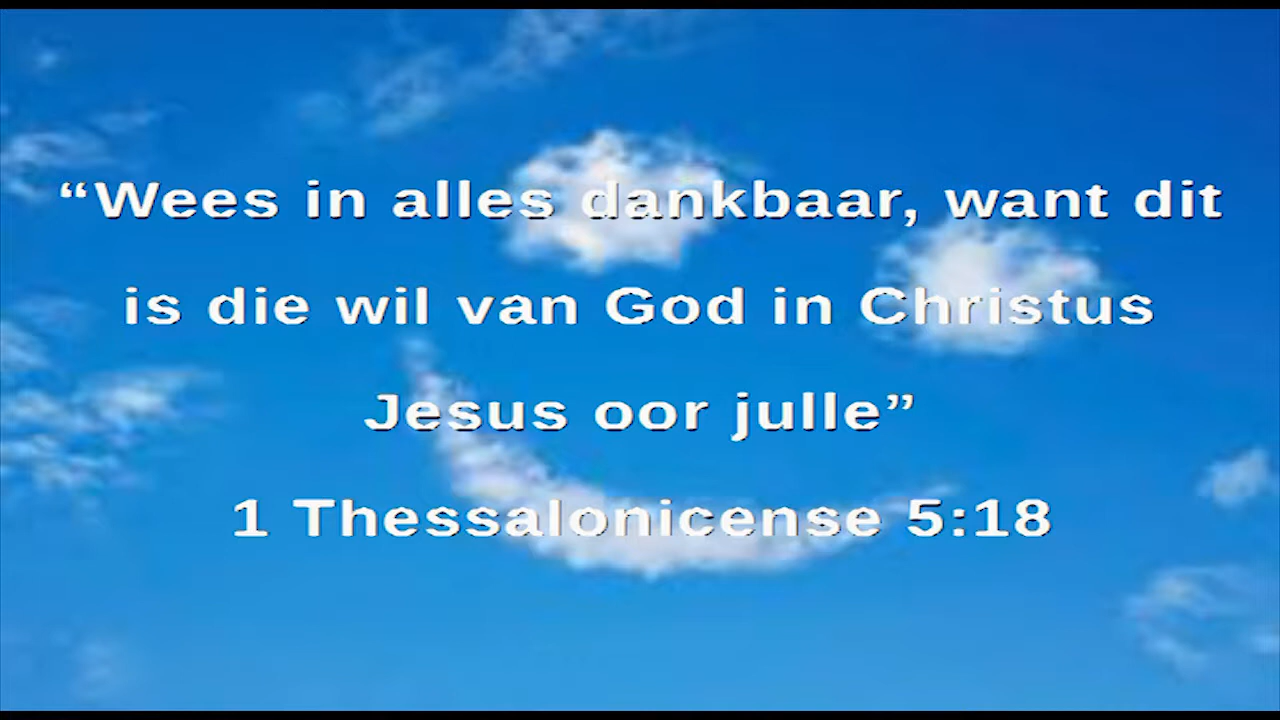 “Wees in alles dankbaar, want dit
is die wil van God in Christus
Jesus oor julle”
1 Thessalonicense 5:18